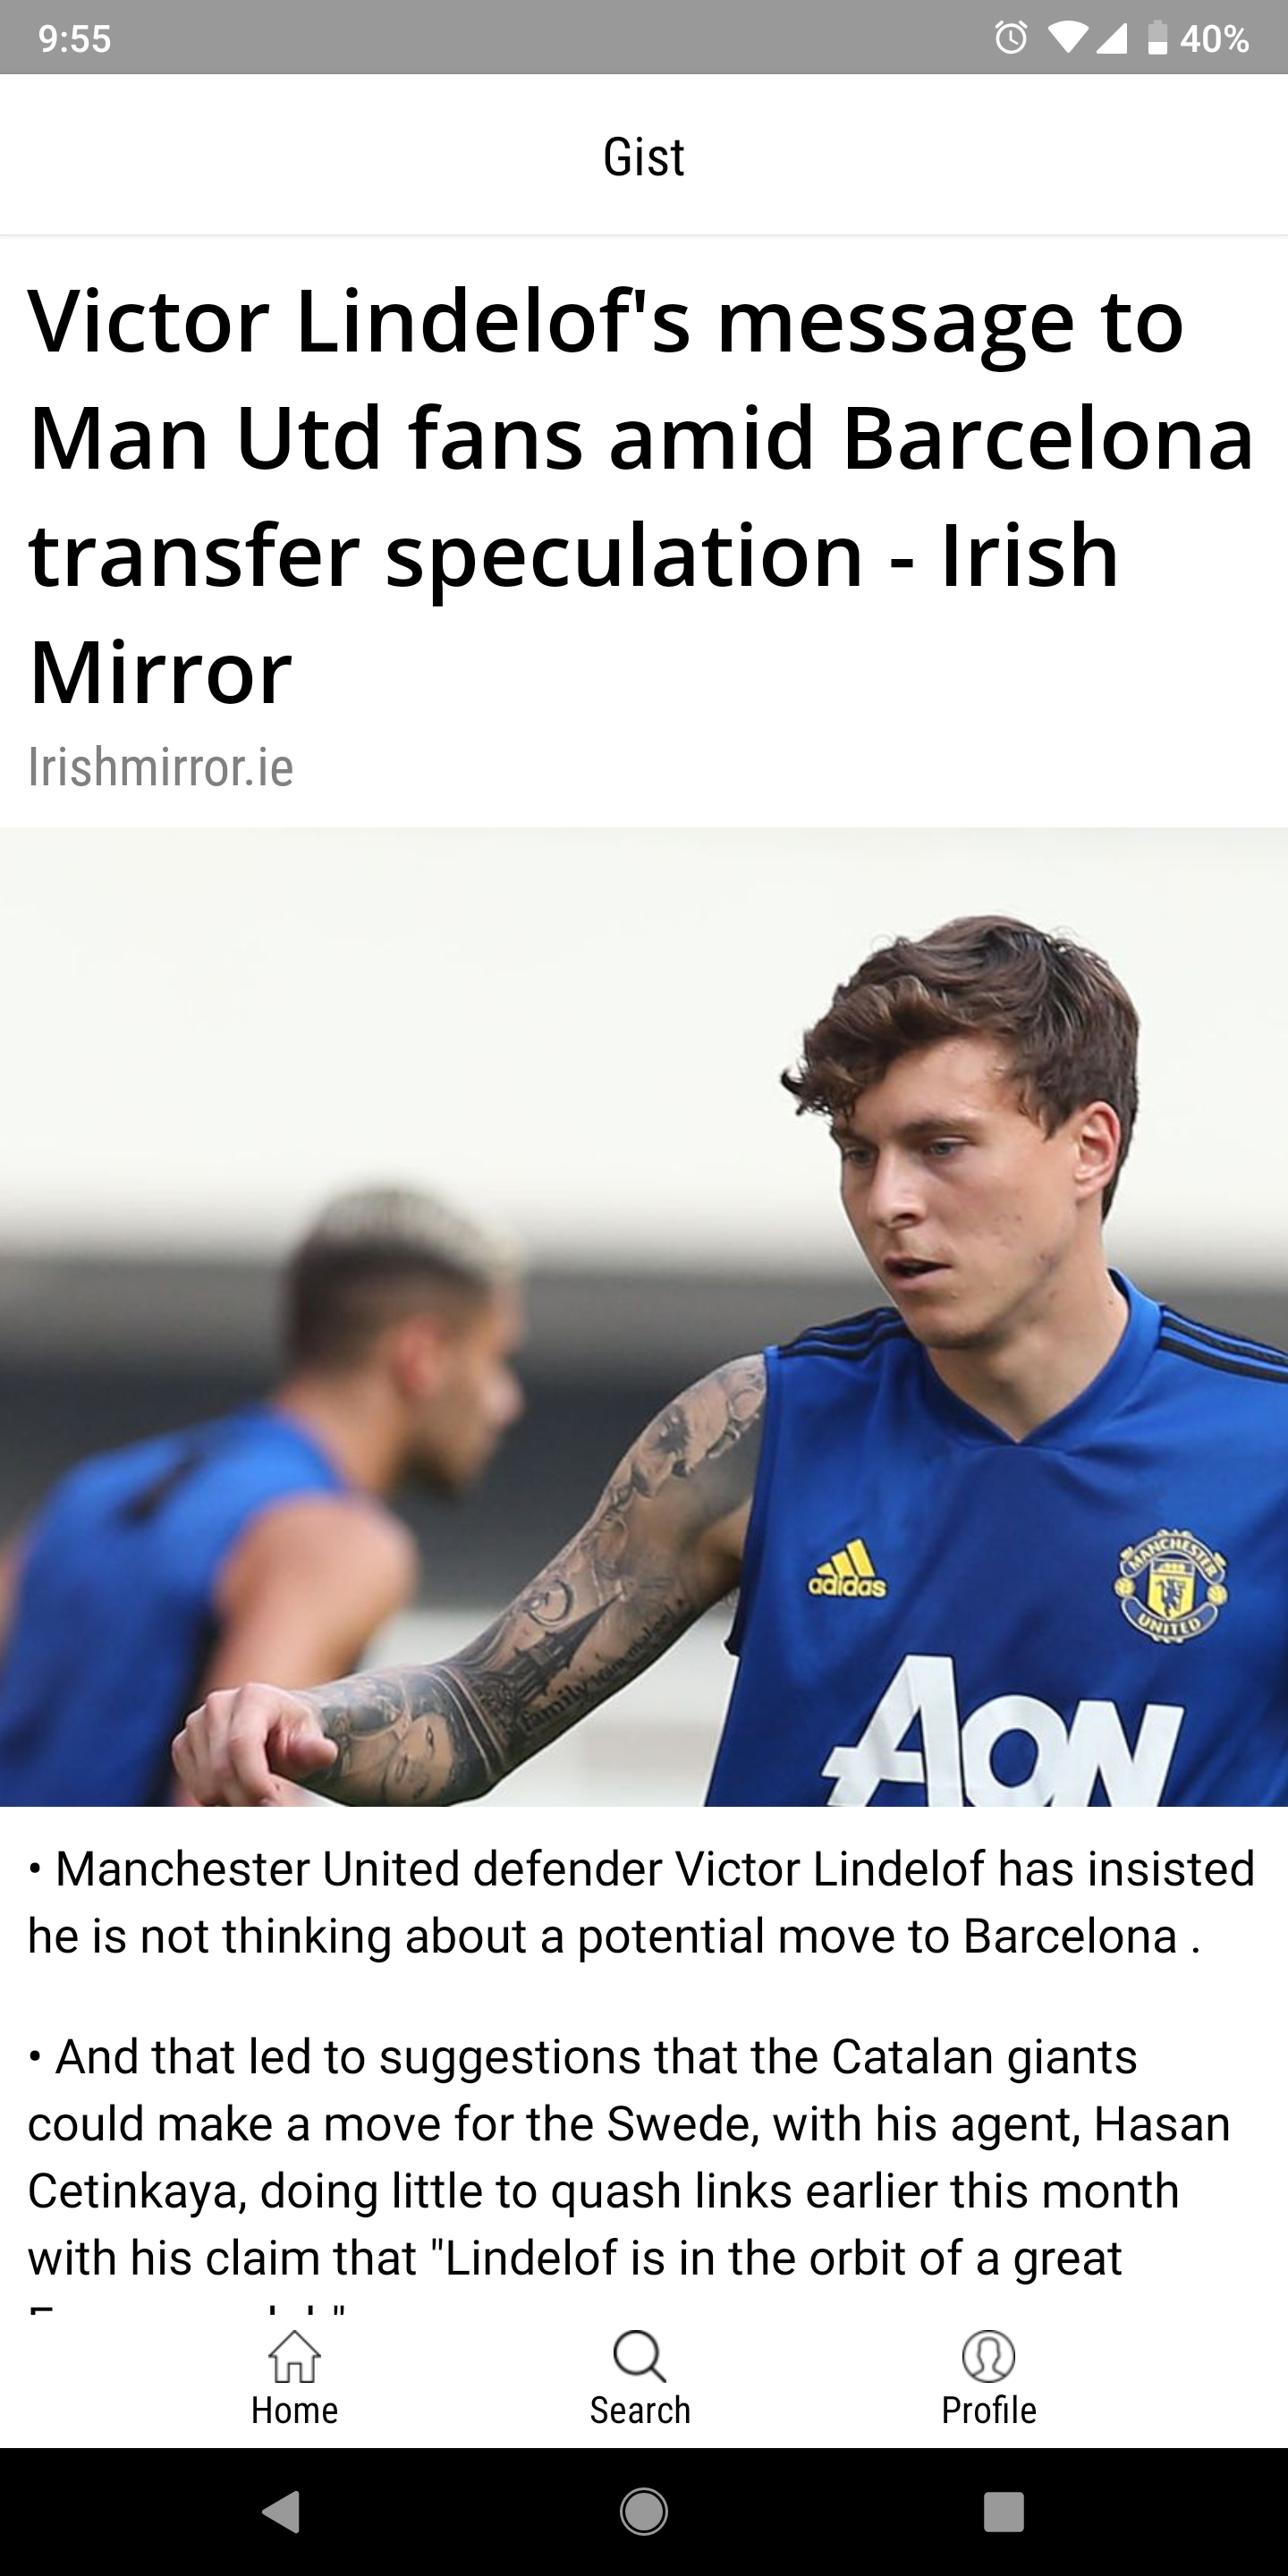 9:55
40%
Gist
Victor Lindelof's message to
Man Utd fans amid Barcelona
transfer speculation - Irish
Mirror
Irishmirror.ie
adidas
MANCHESTER
UNITED
AON
family
• Manchester United defender Victor Lindelof has insisted
he is not thinking about a potential move to Barcelona .
• And that led to suggestions that the Catalan giants
could make a move for the Swede, with his agent, Hasan
Cetinkaya, doing little to quash links earlier this month
with his claim that "Lindelof is in the orbit of a great
Home
Search
Profile